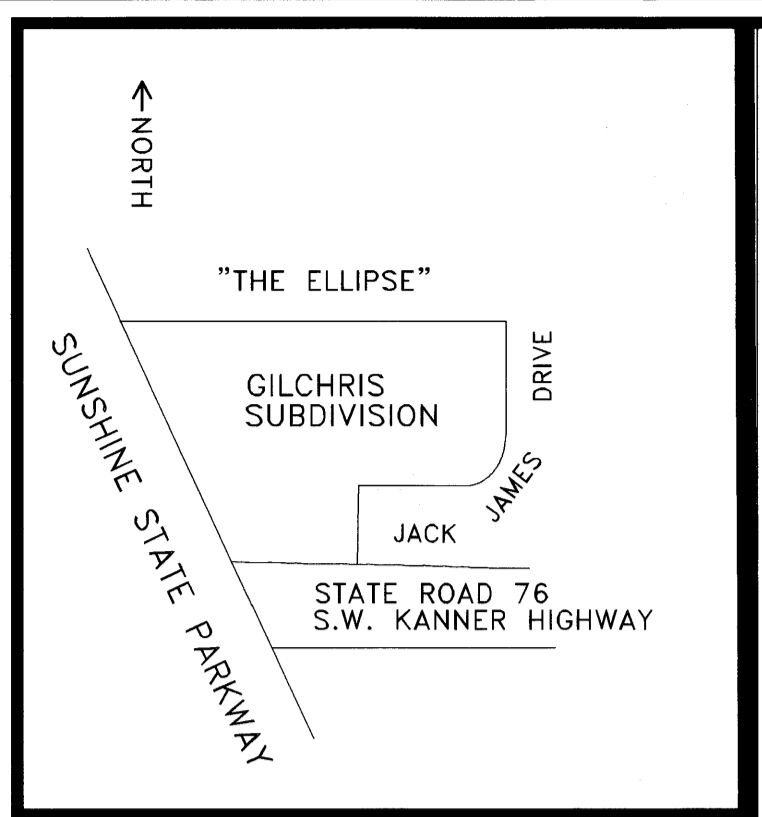 ←NORTH
"THE ELLIPSE"
SUNSHINE STATE PARKWAY
GILCHRIS
SUBDIVISION
JACK JAMES DRIVE
STATE ROAD 76
S.W. KANNER HIGHWAY